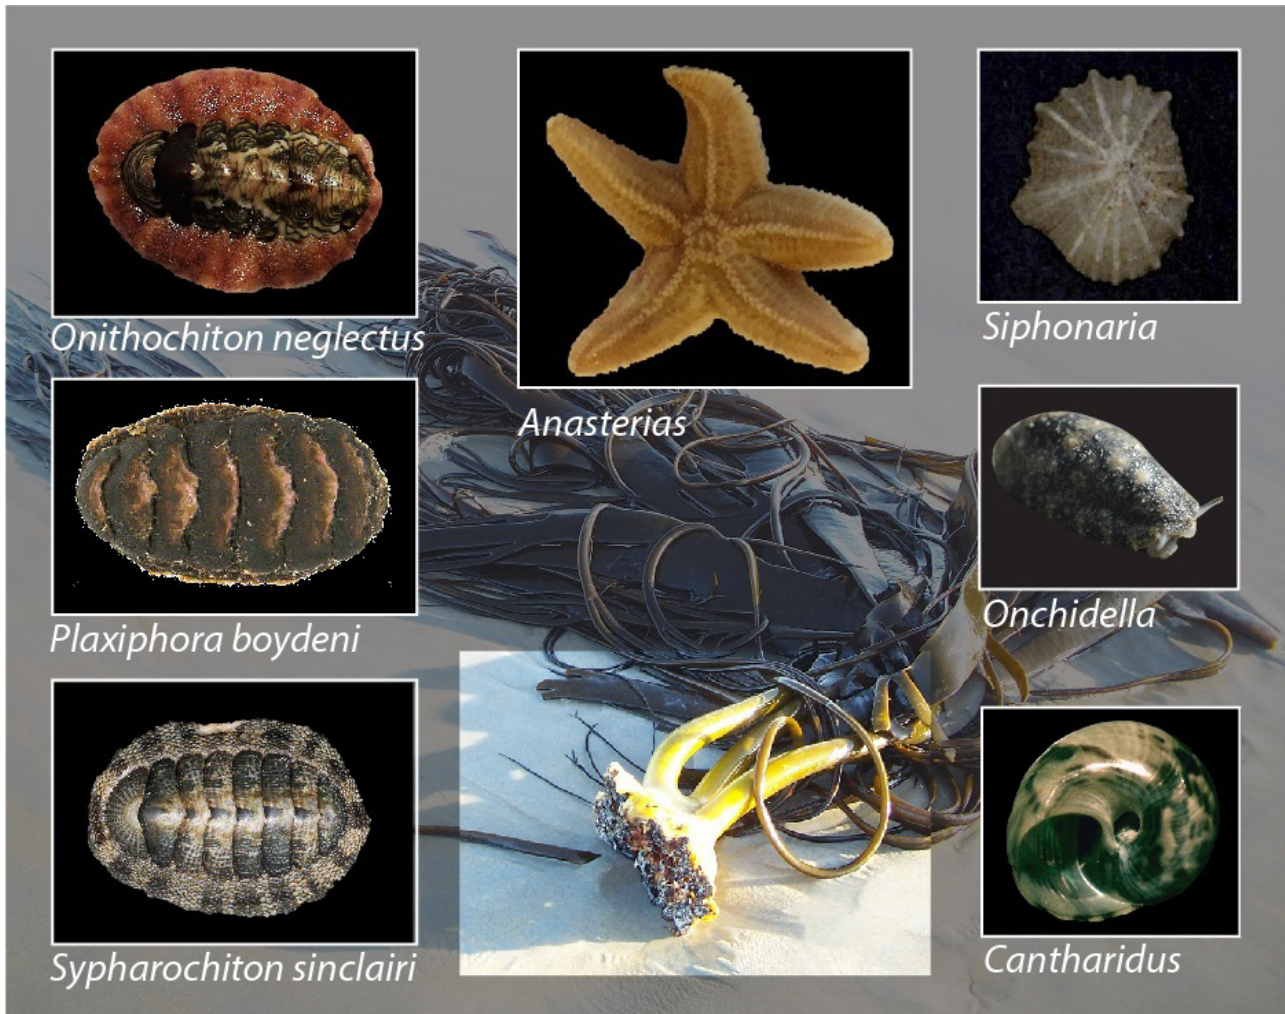 Onithochiton neglectus
Anasterias
Siphonaria
Plaxiphora boydeni
Onchidella
Sypharochiton sinclairi
Cantharidus